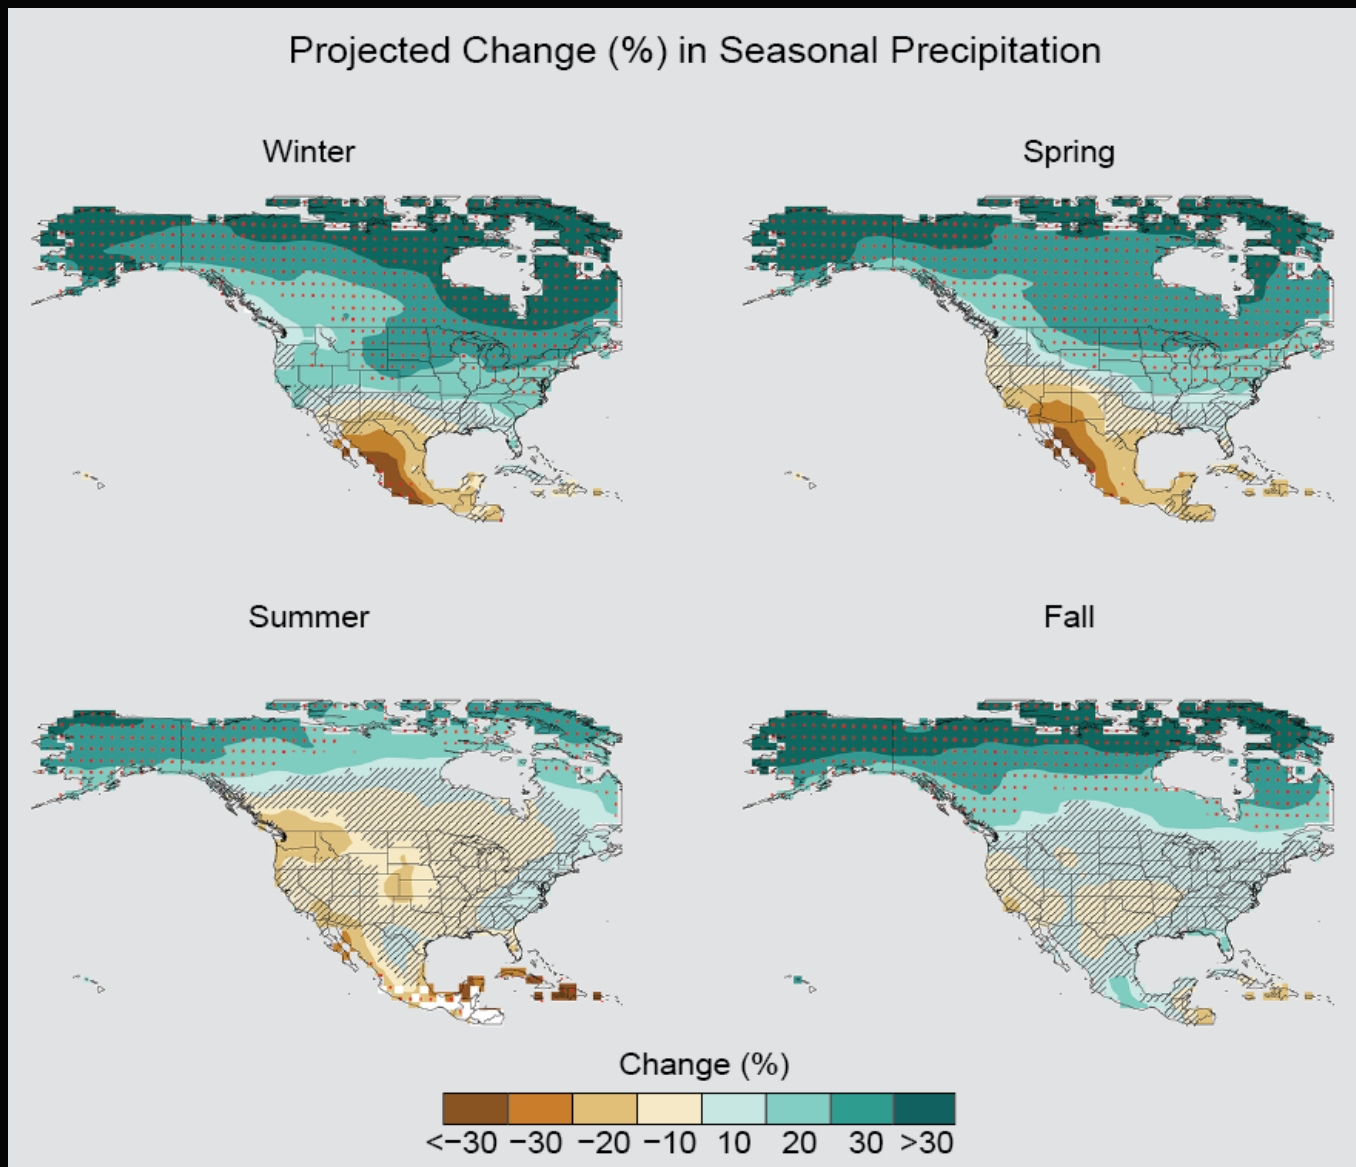 Projected Change (%) in Seasonal Precipitation
Winter
Spring
Summer
Fall
Change (%)
<−30 −30 −20 −10 10 20 30 >30